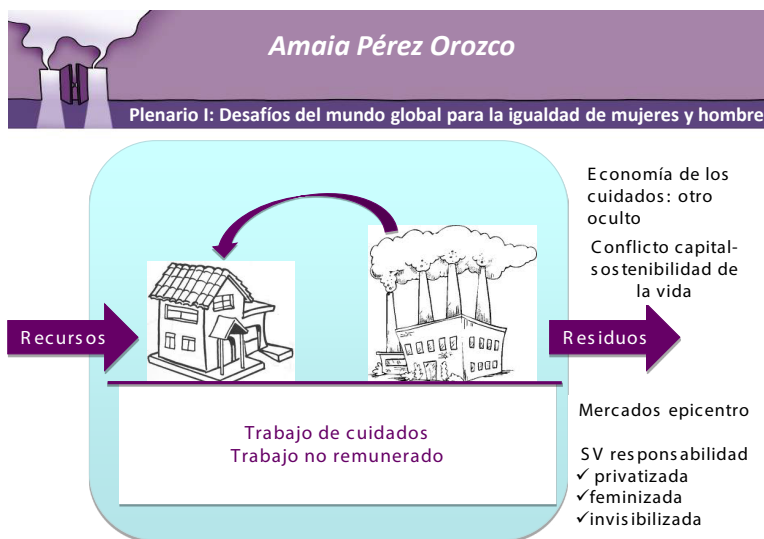 Amaia Pérez Orozco
Plenario I: Desafíos del mundo global para la igualdad de mujeres y hombre
Economía de los
cuidados: otro
oculto
Conflicto capital-
sostenibilidad de
la vida
Recursos
Residuos
Trabajo de cuidados
Trabajo no remunerado
Mercados epicentro
SV responsabilidad
✓ privatizada
✓feminizada
✓invisibilizada